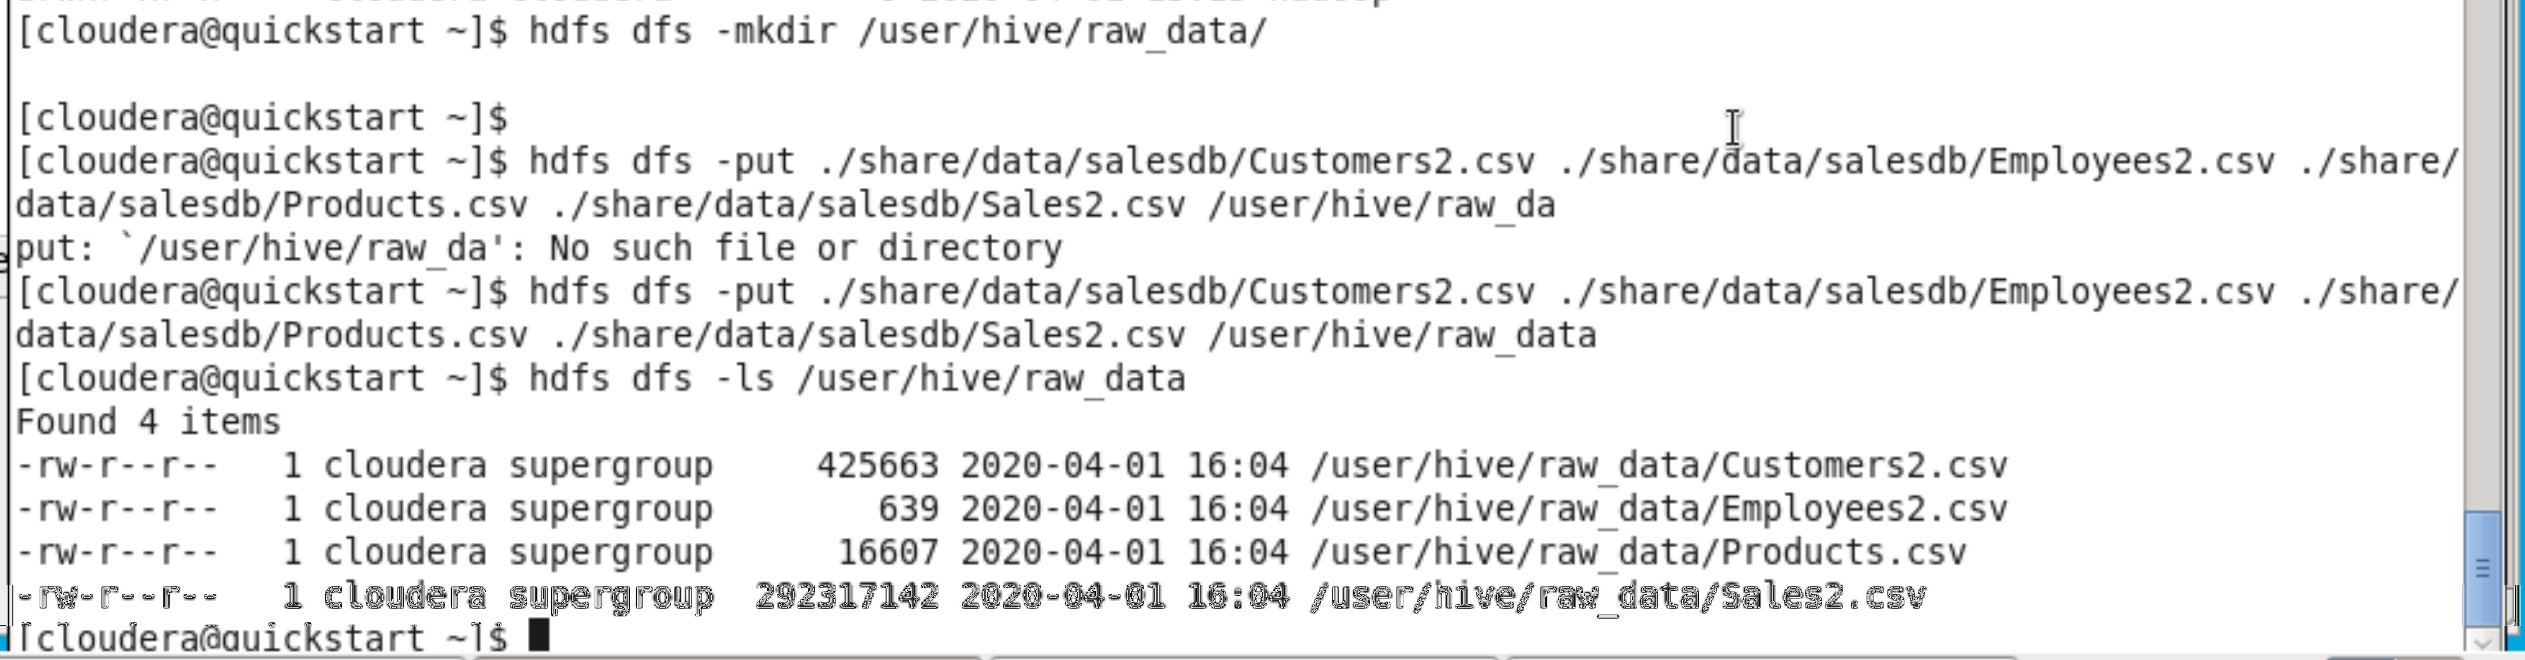 [cloudera@quickstart ~]$ hdfs dfs -mkdir /user/hive/raw_data/
[cloudera@quickstart ~]$
[cloudera@quickstart ~]$ hdfs dfs -put ./share/data/salesdb/Customers2.csv ./share/data/salesdb/Employees2.csv ./share/
data/salesdb/Products.csv ./share/data/salesdb/Sales2.csv /user/hive/raw_da
put: `/user/hive/raw_da': No such file or directory
[cloudera@quickstart ~]$ hdfs dfs -put ./share/data/salesdb/Customers2.csv ./share/data/salesdb/Employees2.csv ./share/
data/salesdb/Products.csv ./share/data/salesdb/Sales2.csv /user/hive/raw_data
[cloudera@quickstart ~]$ hdfs dfs -ls /user/hive/raw_data
Found 4 items
-rw-r--r--   1 cloudera supergroup     425663 2020-04-01 16:04 /user/hive/raw_data/Customers2.csv
-rw-r--r--   1 cloudera supergroup        639 2020-04-01 16:04 /user/hive/raw_data/Employees2.csv
-rw-r--r--   1 cloudera supergroup      16607 2020-04-01 16:04 /user/hive/raw_data/Products.csv
-rw-r--r--   1 cloudera supergroup  292317142 2020-04-01 16:04 /user/hive/raw_data/Sales2.csv
[cloudera@quickstart ~]$